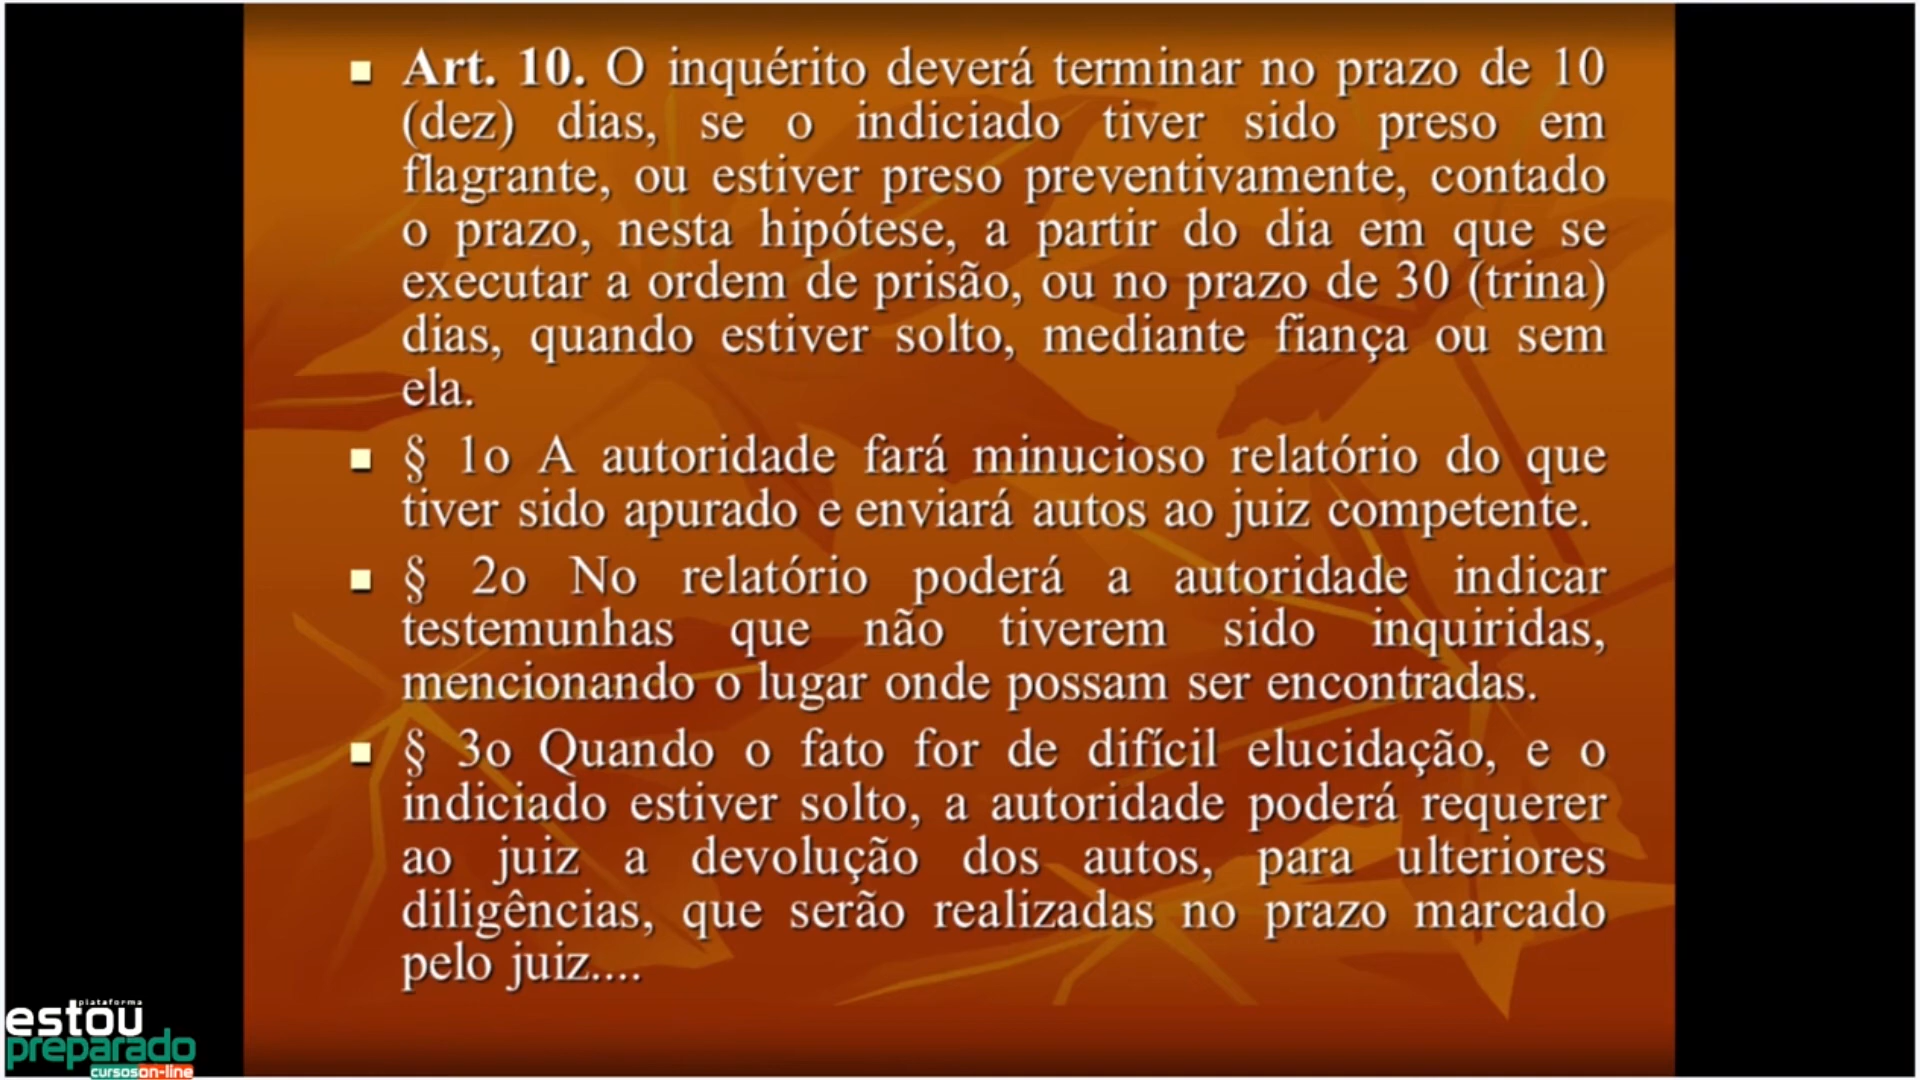 Art. 10. O inquérito deverá terminar no prazo de 10
(dez) dias, se o indiciado tiver sido preso em
flagrante, ou estiver preso preventivamente, contado
o prazo, nesta hipótese, a partir do dia em que se
executar a ordem de prisão, ou no prazo de 30 (trina)
dias, quando estiver solto, mediante fiança ou sem
ela.
§ 1o A autoridade fará minucioso relatório do que
tiver sido apurado e enviará autos ao juiz competente.
§ 2o No relatório poderá a autoridade indicar
testemunhas que não tiverem sido inquiridas,
mencionando o lugar onde possam ser encontradas.
§ 3o Quando o fato for de difícil elucidação, e o
indiciado estiver solto, a autoridade poderá requerer
ao juiz a devolução dos autos, para ulteriores
diligências, que serão realizadas no prazo marcado
pelo juiz....
plataforma
estou
preparado
cursoson-line